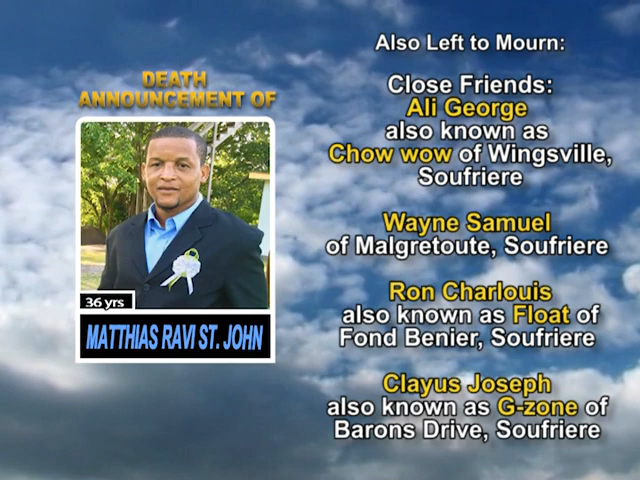 DEATH
ANNOUNCEMENT OF
36 yrs
MATTHIAS RAVI ST. JOHN
Also Left to Mourn:
Close Friends:
Ali George
also known as
Chow wow of Wingsville,
Soufriere
Wayne Samuel
of Malgretoute, Soufriere
Ron Charlouis
also known as Float of
Fond Benier, Soufriere
Clayus Joseph
also known as G-zone of
Barons Drive, Soufriere